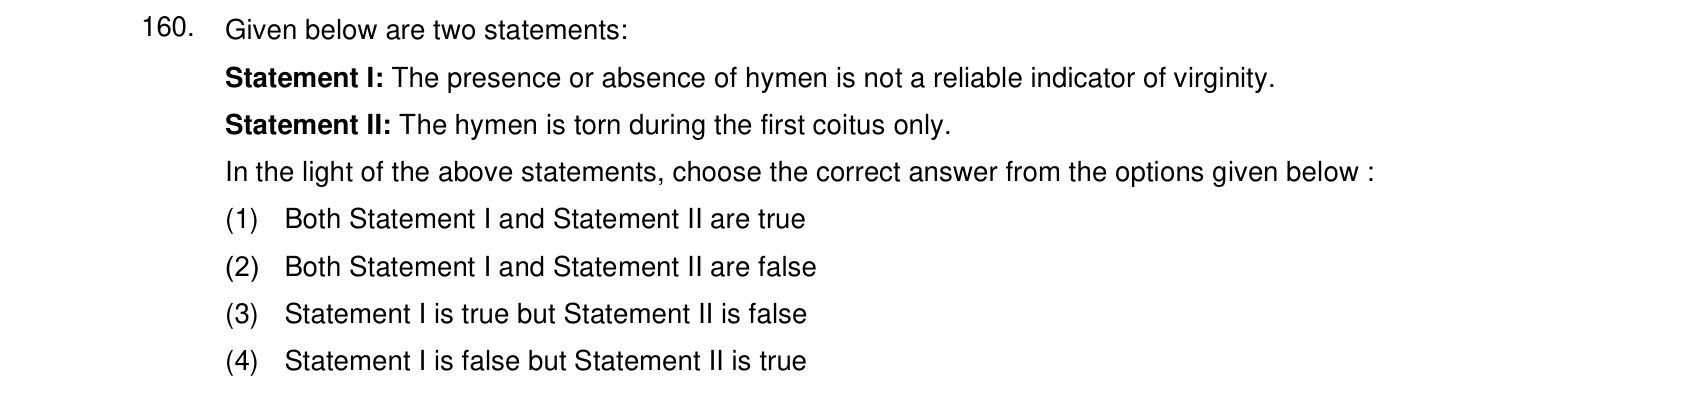 160. Given below are two statements:
Statement I: The presence or absence of hymen is not a reliable indicator of virginity.
Statement II: The hymen is torn during the first coitus only.
In the light of the above statements, choose the correct answer from the options given below :
(1) Both Statement I and Statement II are true
(2) Both Statement I and Statement II are false
(3) Statement I is true but Statement II is false
(4) Statement I is false but Statement II is true